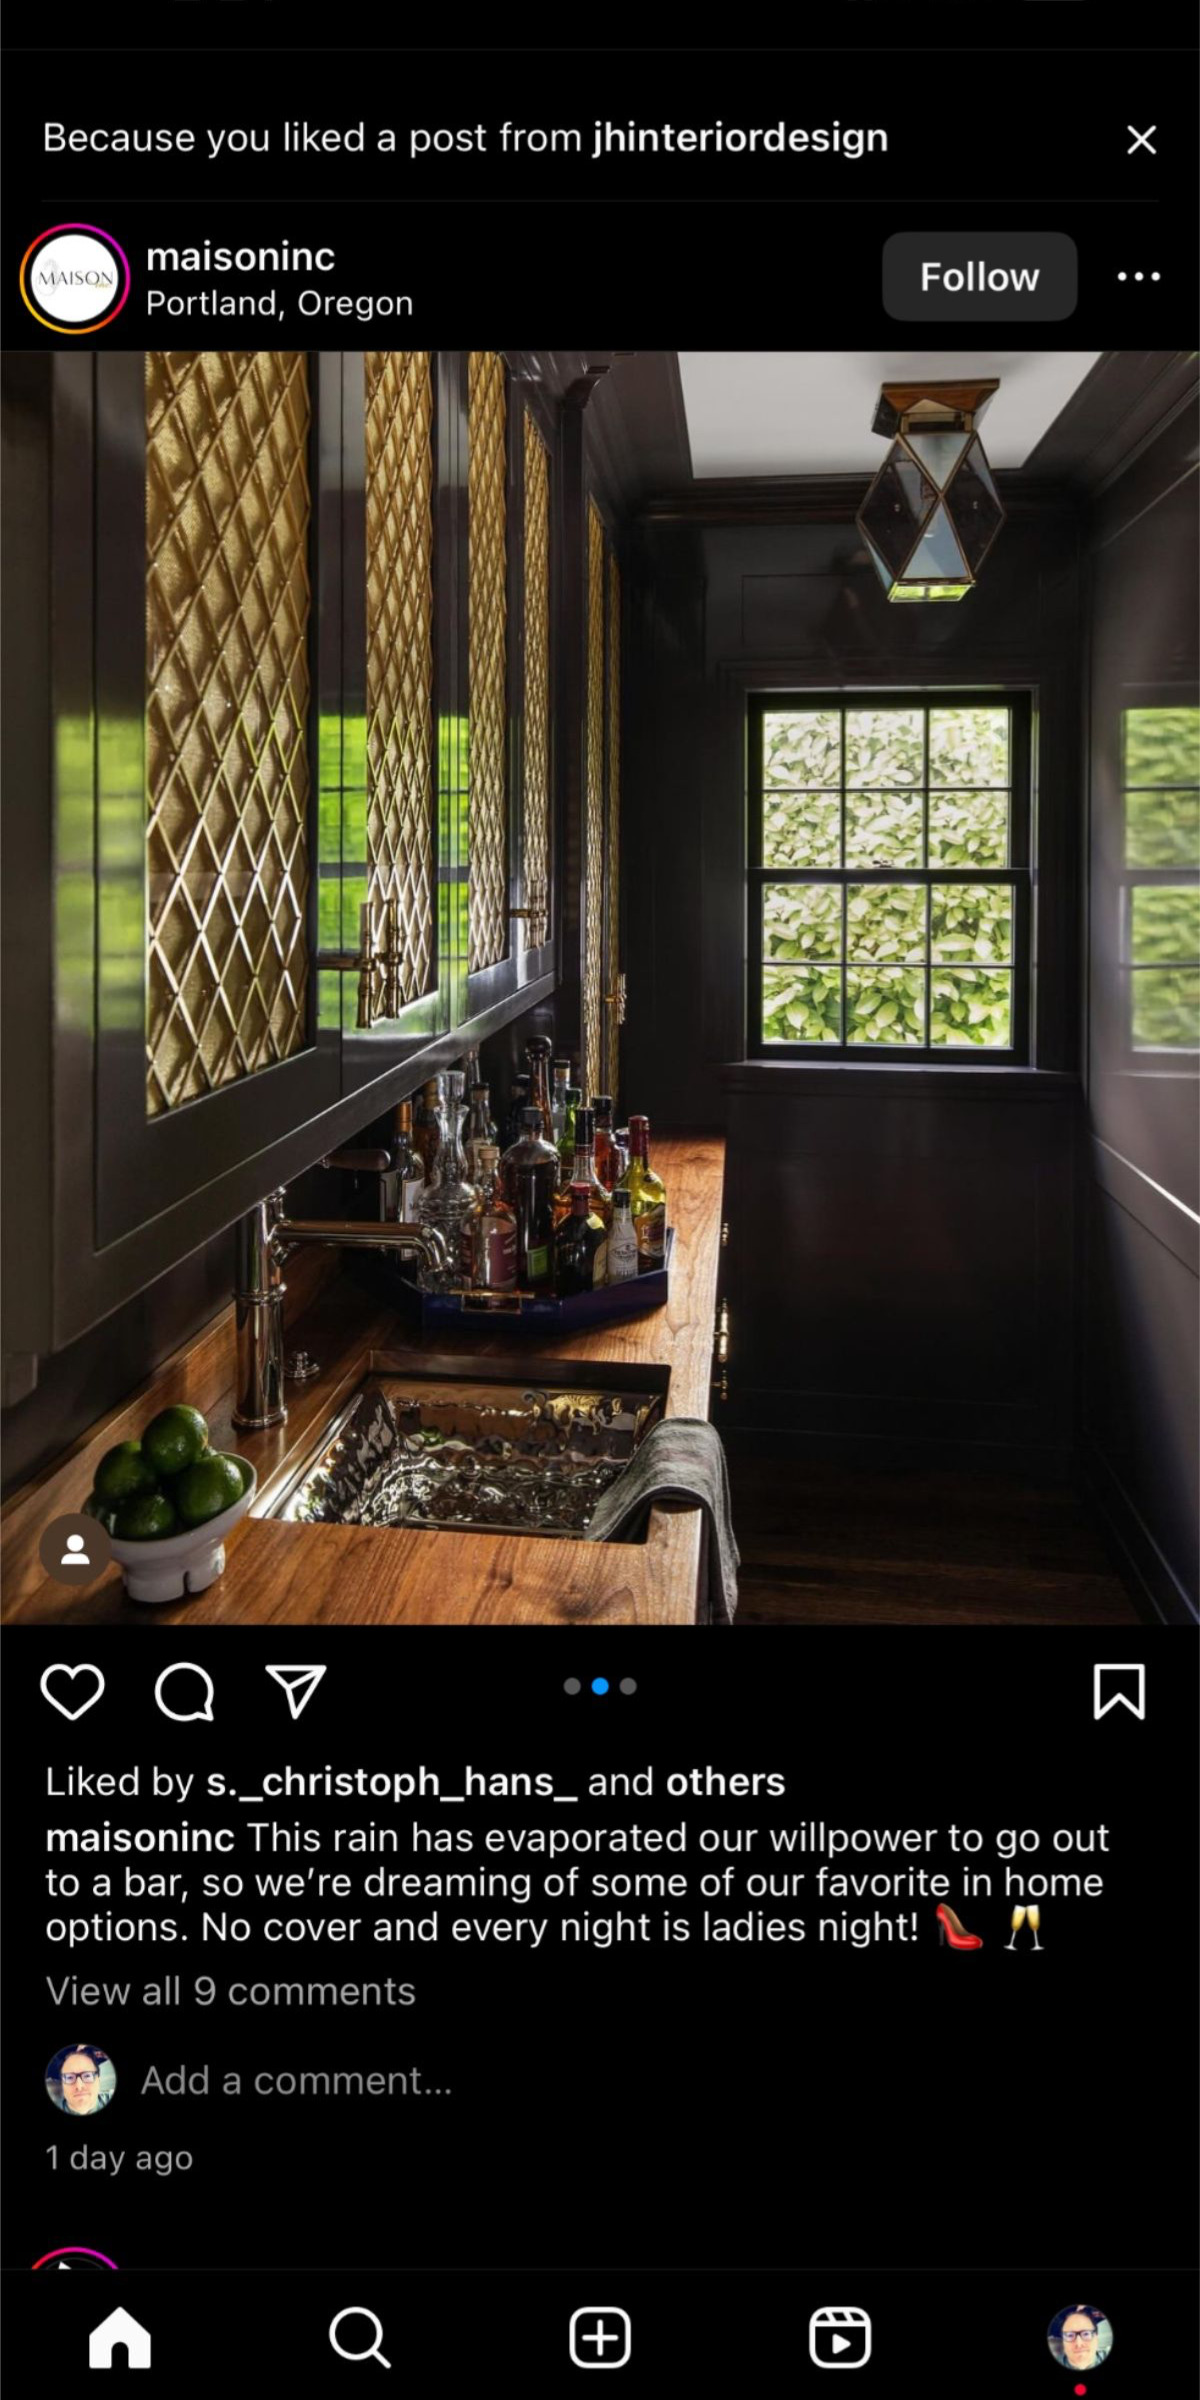 Because you liked a post from jhinteriordesign
MAISON
maisoninc
Portland, Oregon
Follow
Liked by s._christoph_hans_ and others
maisoninc This rain has evaporated our willpower to go out
to a bar, so we’re dreaming of some of our favorite in home
options. No cover and every night is ladies night! 👠 🥂
View all 9 comments
Add a comment...
1 day ago